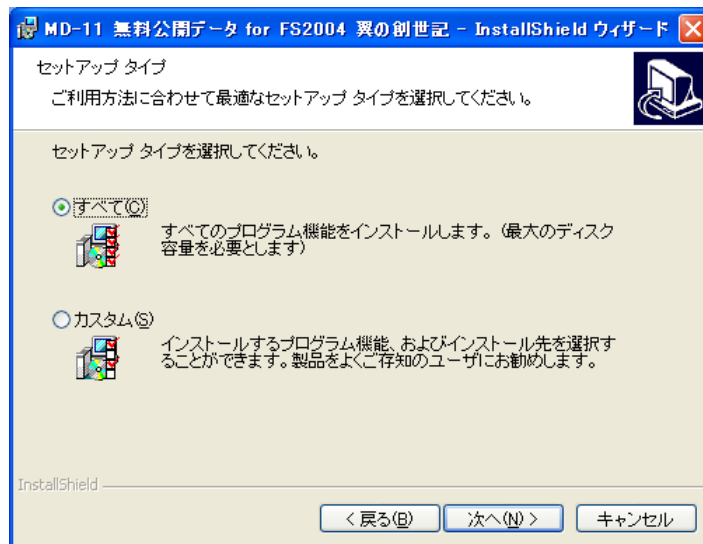 MD-11 無料公開データ for FS2004 翼の創世記 - InstallShield ウィザード
セットアップ タイプ
ご利用方法に合わせて最適なセットアップ タイプを選択してください。
セットアップ タイプを選択してください。
すべて(C)
すべてのプログラム機能をインストールします。（最大のディスク
容量を必要とします）
カスタム(S)
インストールするプログラム機能、およびインストール先を選択す
ることができます。製品をよくご存知のユーザにお勧めします。
InstallShield
< 戻る(B)
次へ(N) >
キャンセル